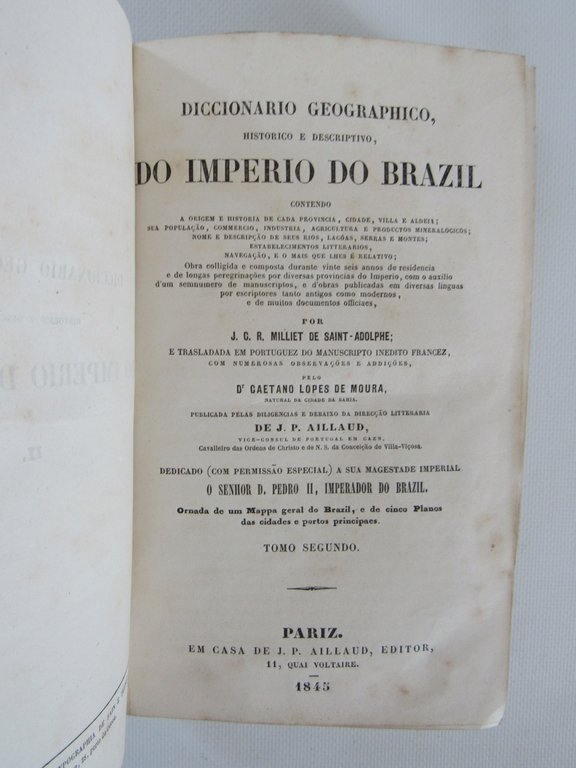 DICCIONARIO GEOGRAPHICO,
HISTORICO E DESCRIPTIVO,
DO IMPERIO DO BRAZIL
CONTENDO
A ORIGEM E HISTORIA DE CADA PROVINCIA, CIDADE, VILLA E ALDEIA;
SUA POPULAÇÃO, COMMERCIO, INDUSTRIA, AGRICULTURA E PRODUCTOS MINERALOGICOS;
NOME E DESCRIPÇÃO DE SEUS RIOS, LAGÔAS, SERRAS E MONTES;
ESTABELECIMENTOS LITTERARIOS,
NAVEGAÇÃO, E O MAIS QUE LHES É RELATIVO;
Obra colligida e composta durante vinte seis annos de residencia
e de longas peregrinações por diversas provincias do Imperio, com o auxilio
d'um semnumero de manuscriptos, e d'obras publicadas em diversas linguas
por escriptores tanto antigos como modernos,
e de muitos documentos officiaes,
POR
J. C. R. MILLIET DE SAINT-ADOLPHE;
E TRASLADADA EM PORTUGUEZ DO MANUSCRIPTO INEDITO FRANCEZ,
COM NUMEROSAS OBSERVAÇÕES E ADDIÇÕES,
PELO
Dr CAETANO LOPES DE MOURA,
NATURAL DA CIDADE DA BAHIA.
PUBLICADA PÉLAS DILIGENCIAS E DEBAIXO DA DIRECÇÃO LITTERARIA
DE J. P. AILLAUD,
VICE-CONSUL DE PORTUGAL EM CAEN,
Cavalleiro das Ordens de Christo e de N. S. da Conceição de Villa-Viçosa.
DEDICADO (COM PERMISSÃO ESPECIAL) A SUA MAGESTADE IMPERIAL
O SENHOR D. PEDRO II, IMPERADOR DO BRAZIL.
Ornada de um Mappa geral do Brazil, e de cinco Planos
das cidades e portos principaes.
TOMO SEGUNDO.
PARIZ.
EM CASA DE J. P. AILLAUD, EDITOR,
11, QUAI VOLTAIRE.
1845